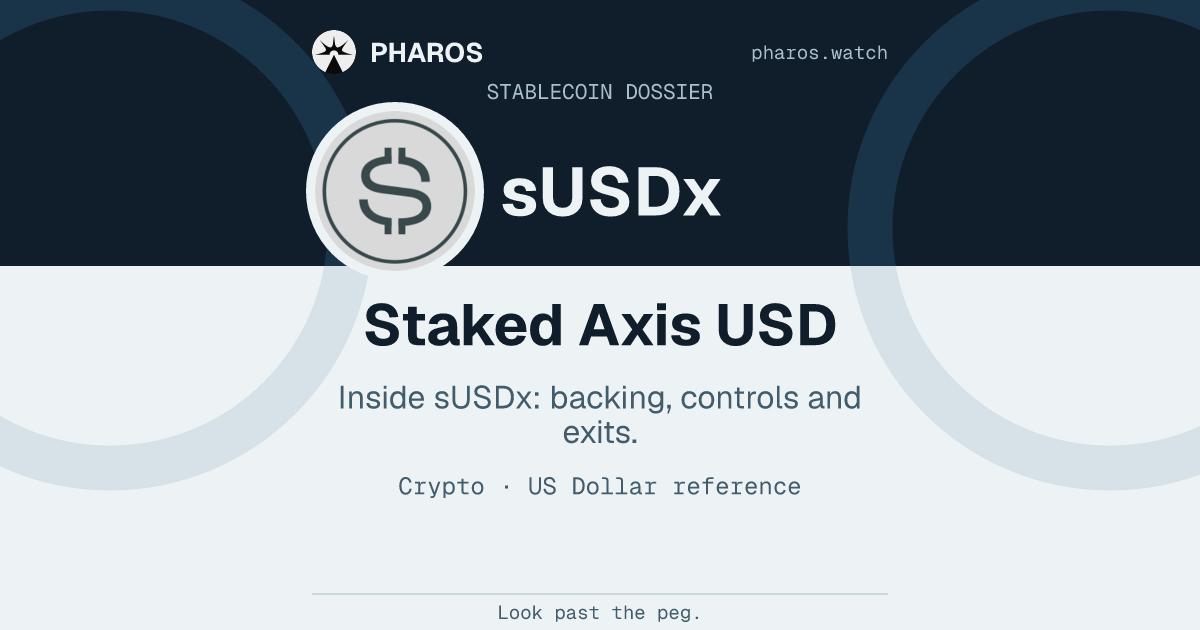 PHAROS
pharos.watch
STABLECOIN DOSSIER
$
sUSDx
Staked Axis USD
Inside sUSDx: backing, controls and
exits.
Crypto · US Dollar reference
Look past the peg.